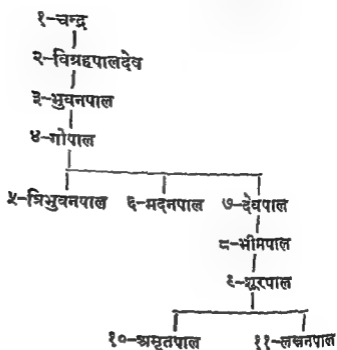 १-चन्द्र
२-विग्रहपालदेव
३-भुवनपाल
४-गोपाल
५-त्रिभुवनपाल ६-मदनपाल ७-देवपाल
८-भीमपाल
९-शूरपाल
१०-अमृतपाल ११-लखनपाल